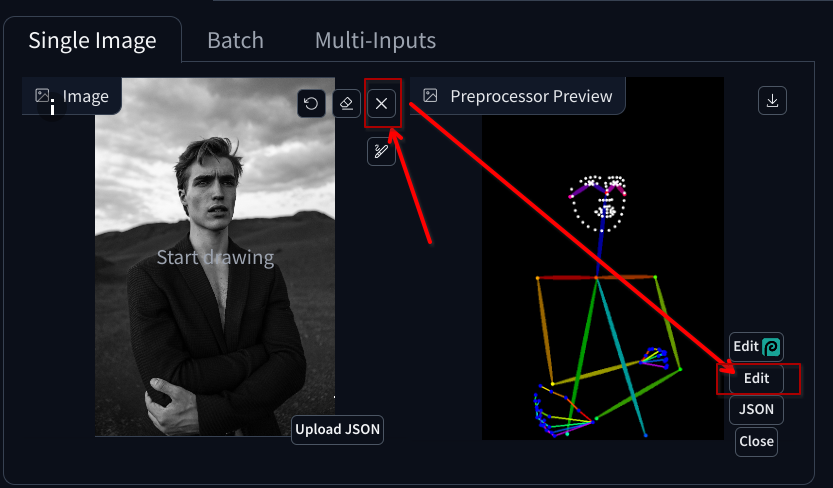 Single Image
Batch
Multi-Inputs
Image
Preprocessor Preview
Start drawing
Edit
Edit
JSON
Upload JSON
Close